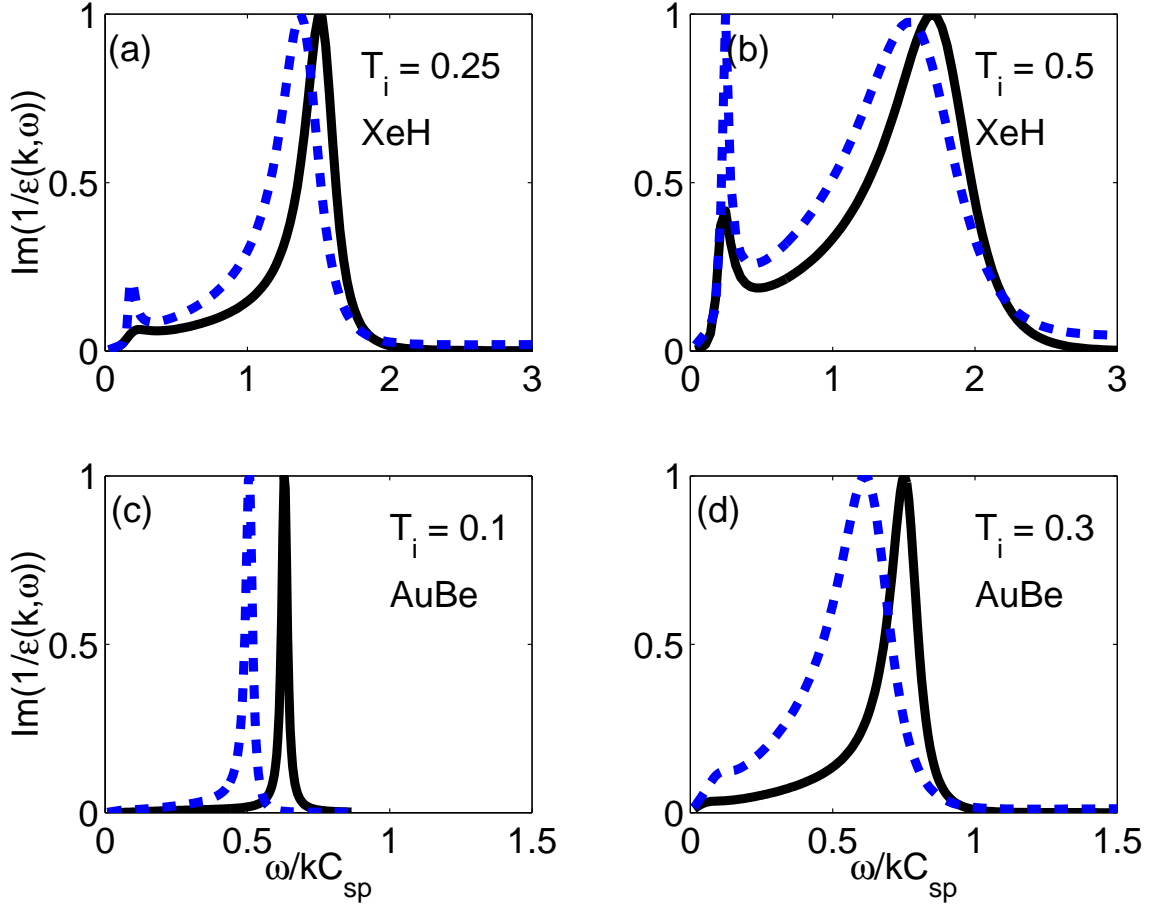 (a)
T_i = 0.25
XeH
Im(1/ε(k,ω))
1
0.5
0
0 1 2 3
(b)
T_i = 0.5
XeH
1
0.5
0
0 1 2 3
(c)
T_i = 0.1
AuBe
Im(1/ε(k,ω))
1
0.5
0
0 0.5 1 1.5
ω/kC_sp
(d)
T_i = 0.3
AuBe
1
0.5
0
0 0.5 1 1.5
ω/kC_sp